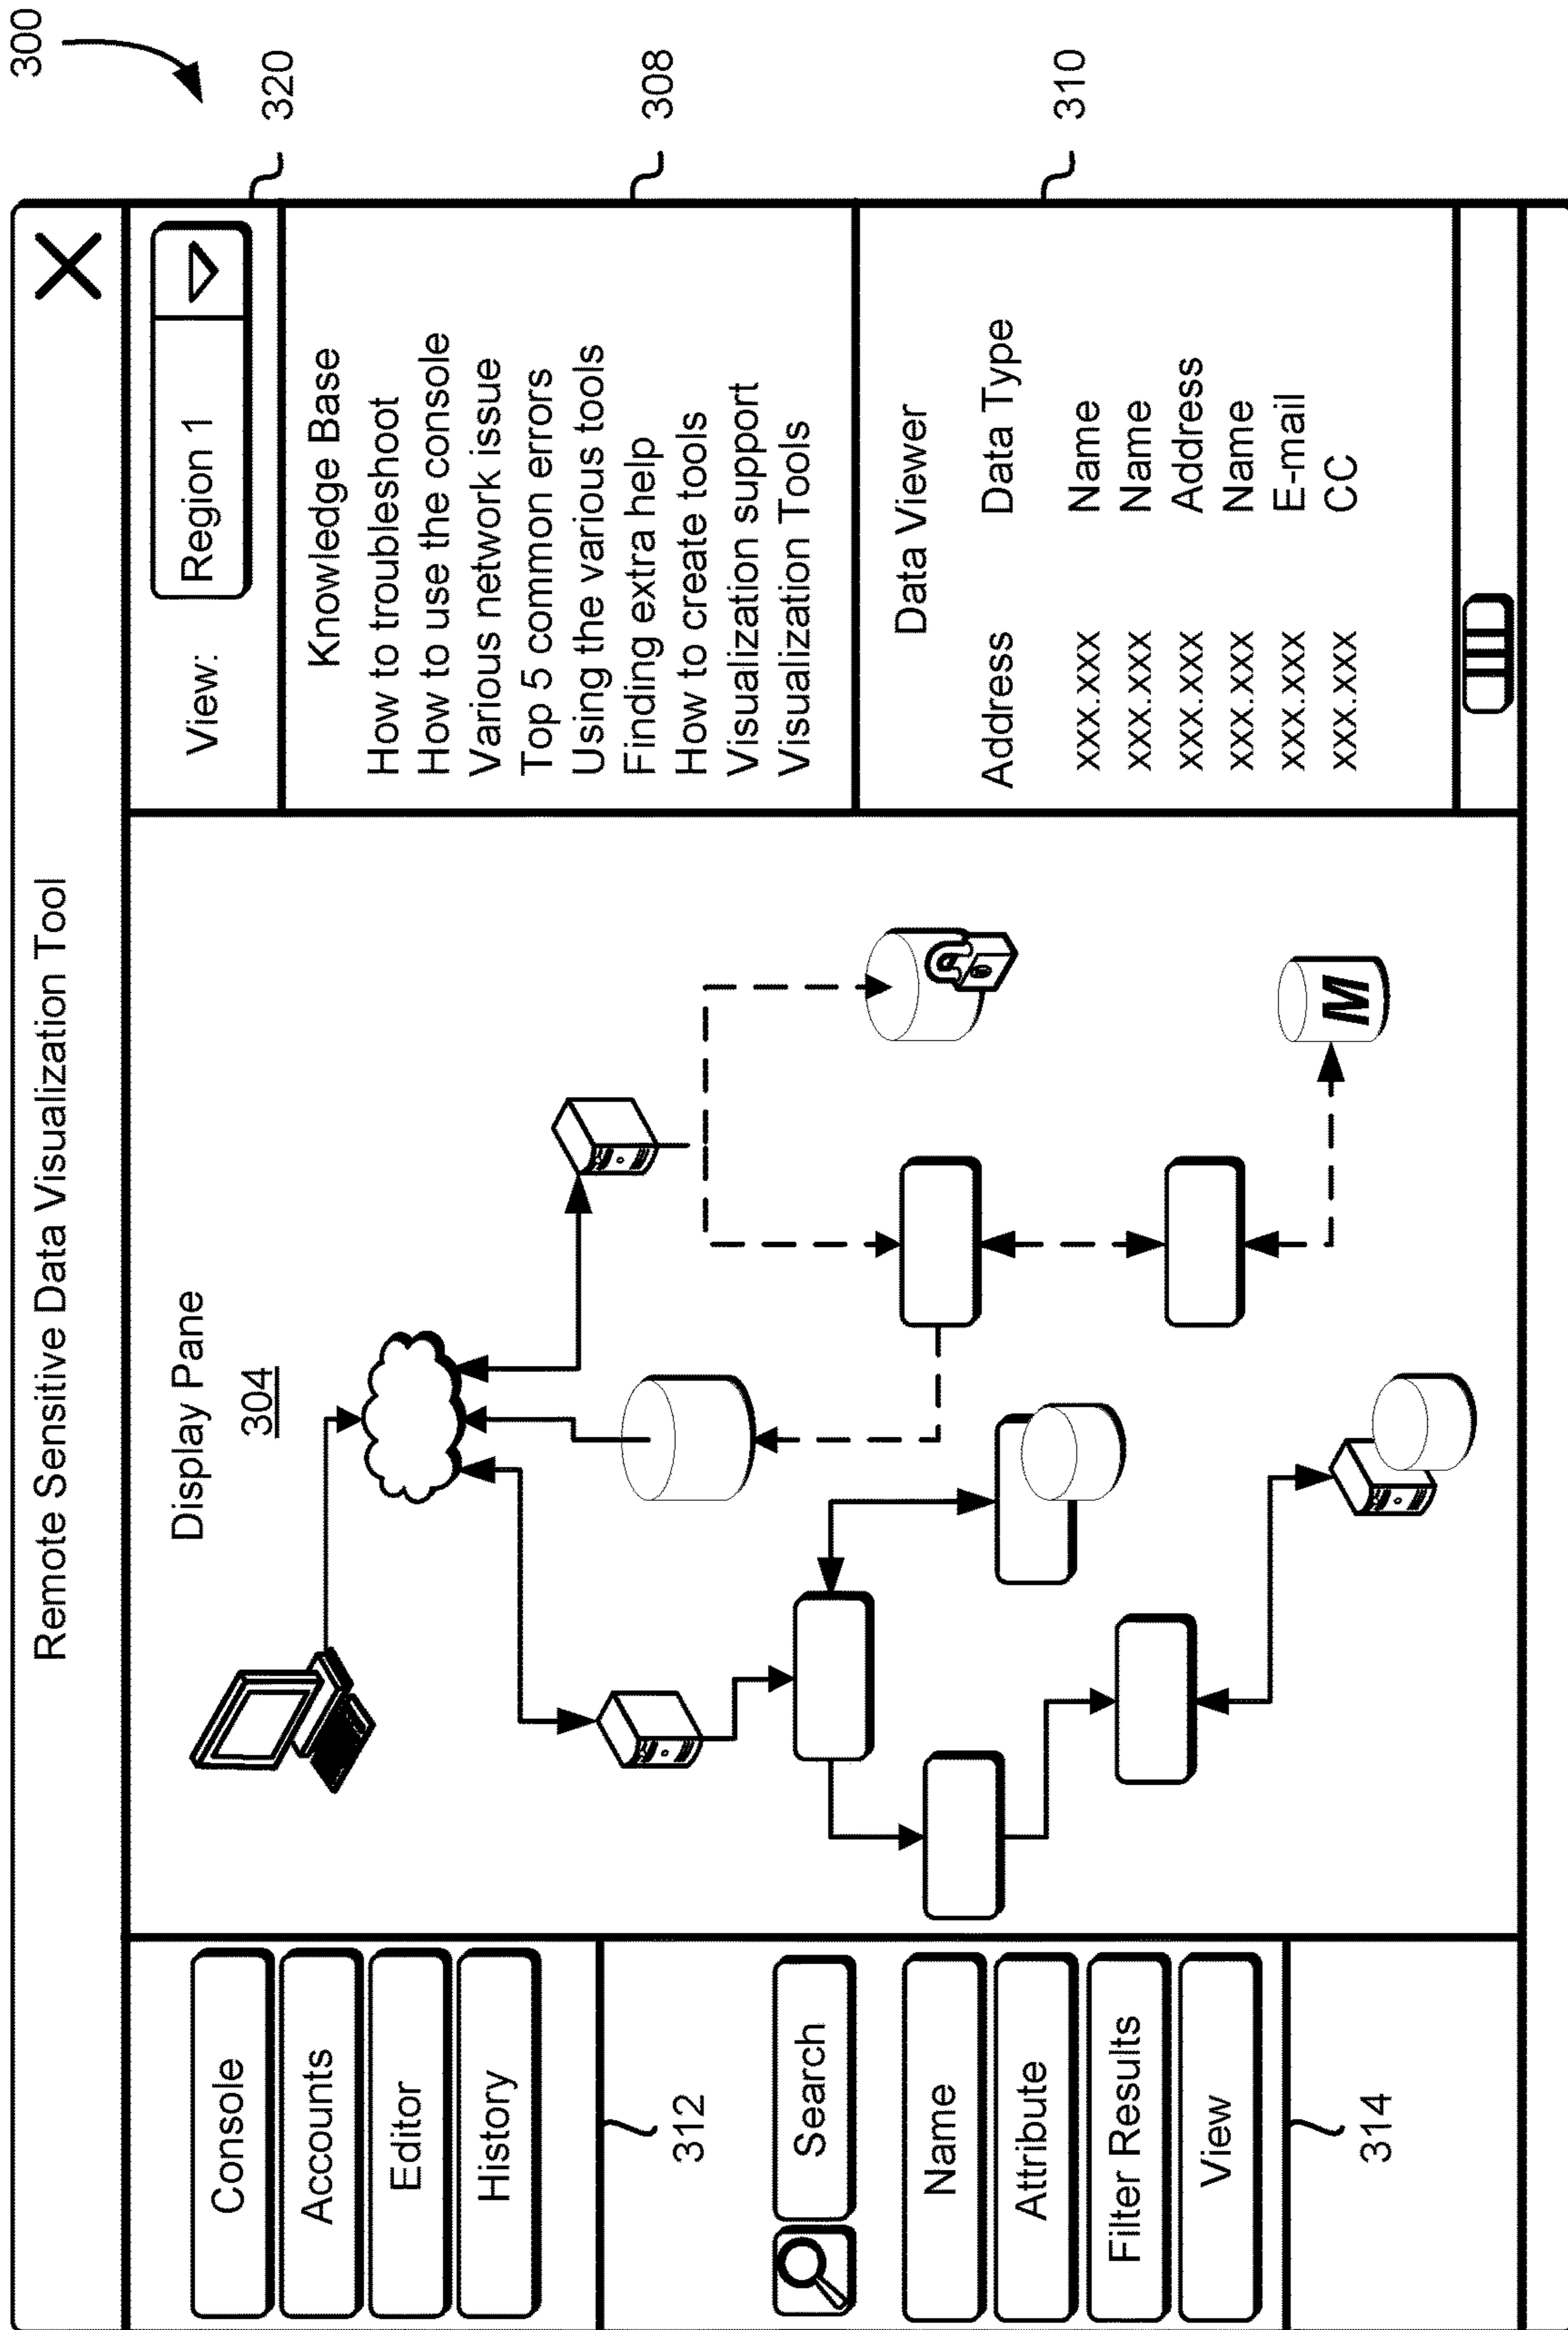 300
Remote Sensitive Data Visualization Tool
Console
Accounts
Editor
History
312
Search
Name
Attribute
Filter Results
View
314
Display Pane
304
M
View:
Region 1
320
Knowledge Base
How to troubleshoot
How to use the console
Various network issue
Top 5 common errors
Using the various tools
Finding extra help
How to create tools
Visualization support
Visualization Tools
308
Data Viewer
Address Data Type
xxx.xxx Name
xxx.xxx Name
xxx.xxx Address
xxx.xxx Name
xxx.xxx E-mail
xxx.xxx CC
310